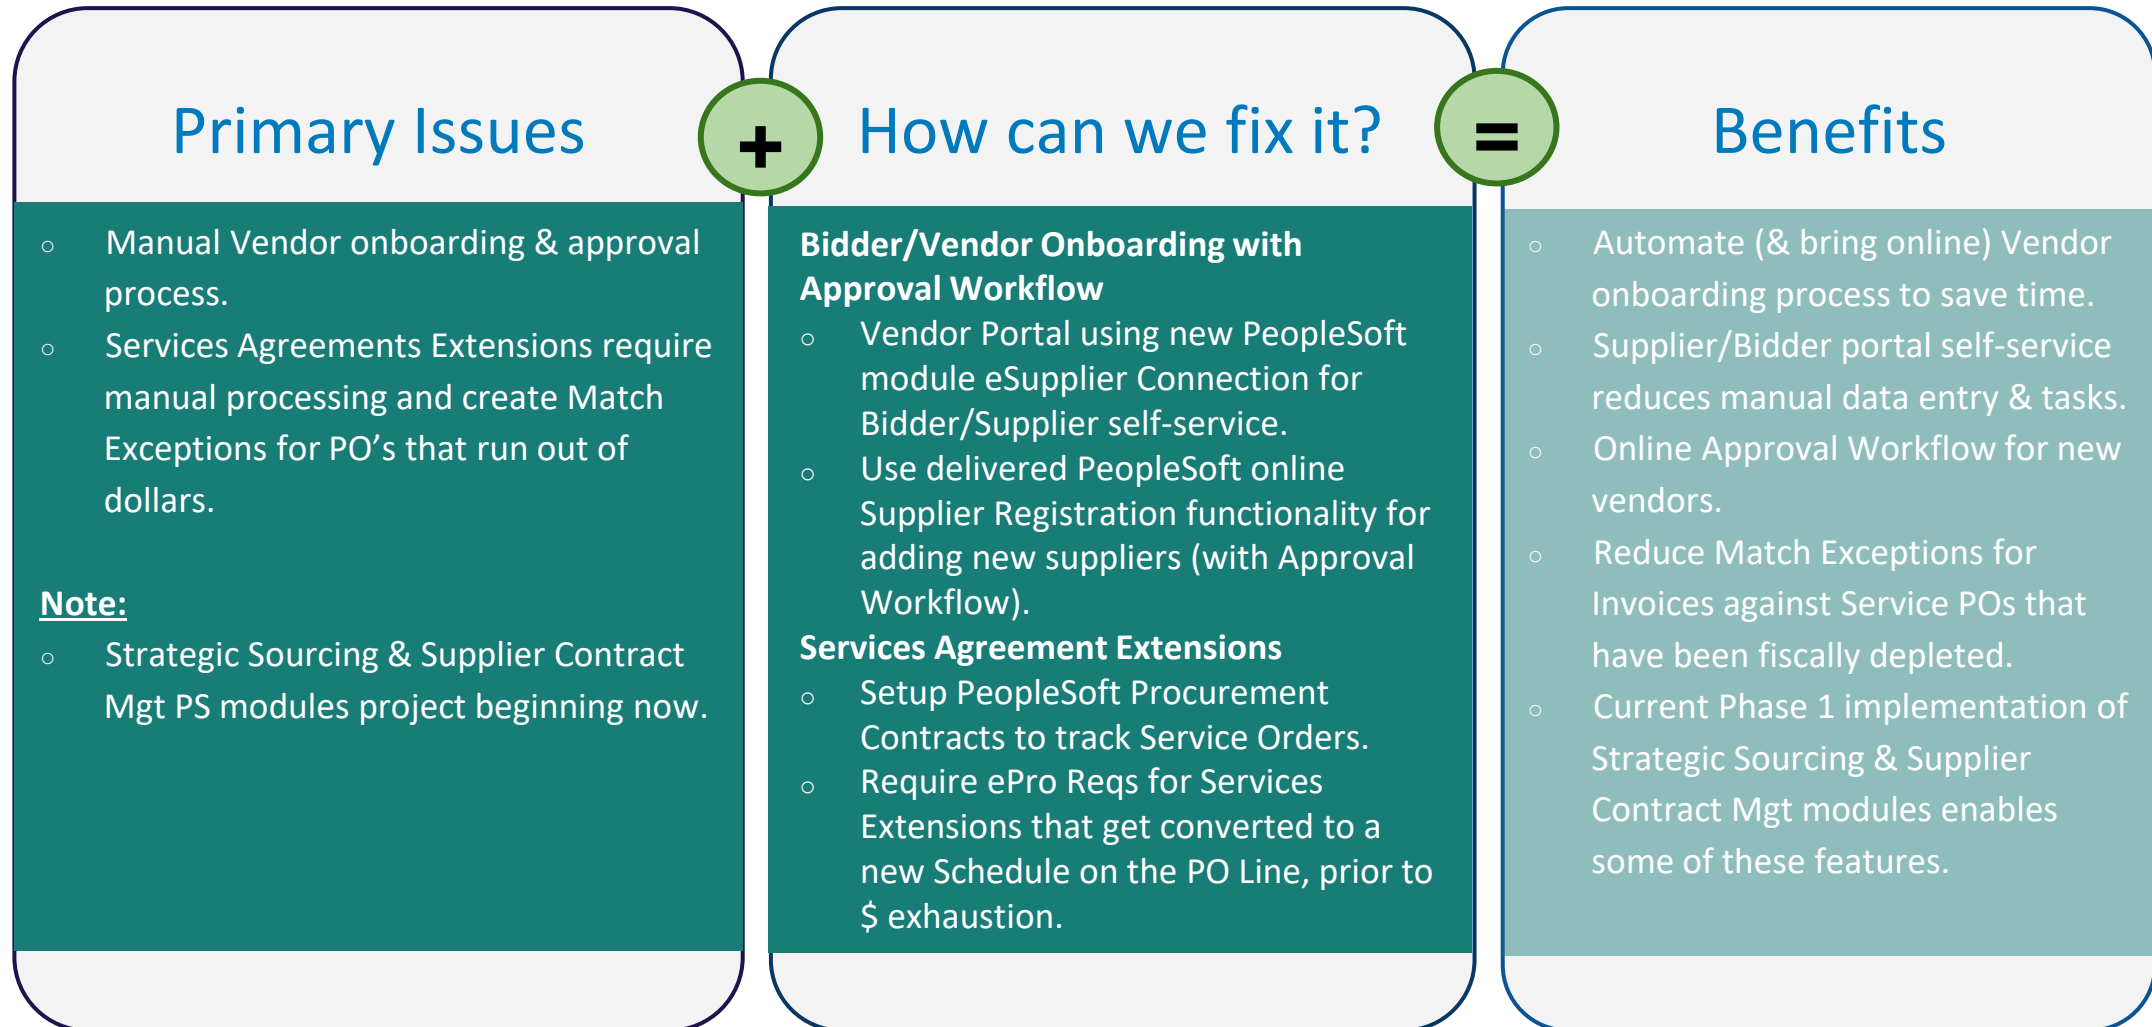 Primary Issues
○ Manual Vendor onboarding & approval
process.
○ Services Agreements Extensions require
manual processing and create Match
Exceptions for PO’s that run out of
dollars.
Note:
○ Strategic Sourcing & Supplier Contract
Mgt PS modules project beginning now.
+
How can we fix it?
Bidder/Vendor Onboarding with
Approval Workflow
○ Vendor Portal using new PeopleSoft
module eSupplier Connection for
Bidder/Supplier self-service.
○ Use delivered PeopleSoft online
Supplier Registration functionality for
adding new suppliers (with Approval
Workflow).
Services Agreement Extensions
○ Setup PeopleSoft Procurement
Contracts to track Service Orders.
○ Require ePro Reqs for Services
Extensions that get converted to a
new Schedule on the PO Line, prior to
$ exhaustion.
=
Benefits
○ Automate (& bring online) Vendor
onboarding process to save time.
○ Supplier/Bidder portal self-service
reduces manual data entry & tasks.
○ Online Approval Workflow for new
vendors.
○ Reduce Match Exceptions for
Invoices against Service POs that
have been fiscally depleted.
○ Current Phase 1 implementation of
Strategic Sourcing & Supplier
Contract Mgt modules enables
some of these features.